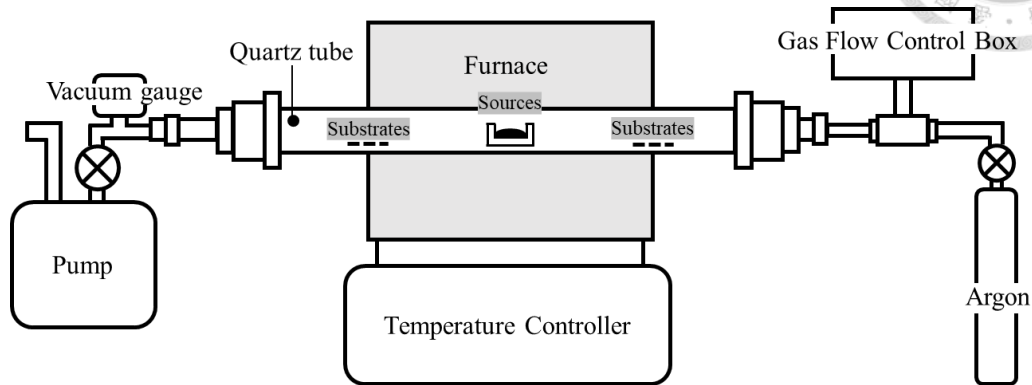 Gas Flow Control Box
Quartz tube
Furnace
Vacuum gauge
Sources
Substrates
Substrates
Pump
Argon
Temperature Controller